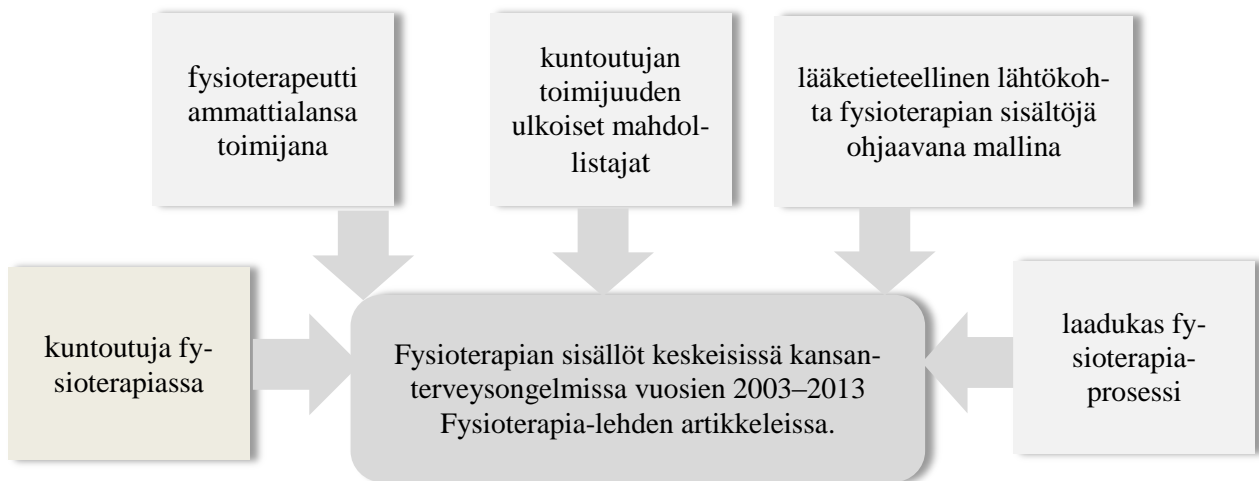 fysioterapeutti
ammattialansa
toimijana
kuntoutujan
toimijuuden
ulkoiset mahdol-
listajat
lääketieteellinen lähtökoh-
ta fysioterapian sisältöjä
ohjaavana mallina
kuntoutuja fy-
sioterapiassa
Fysioterapian sisällöt keskeisissä kansan-
terveysongelmissa vuosien 2003–2013
Fysioterapia-lehden artikkeleissa.
laadukas fy-
sioterapia-
prosessi